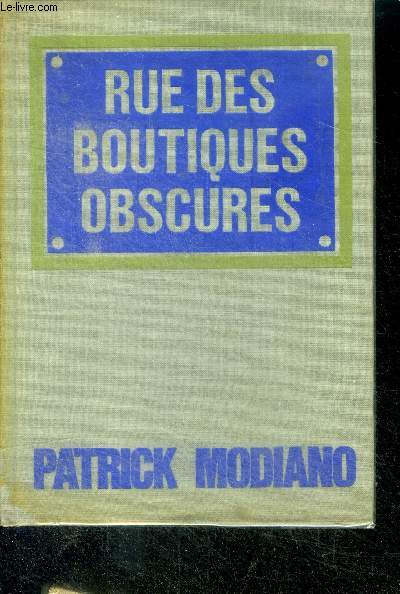 Le-livre.com
RUE DES
BOUTIQUES
OBSCURES
PATRICK MODIANO